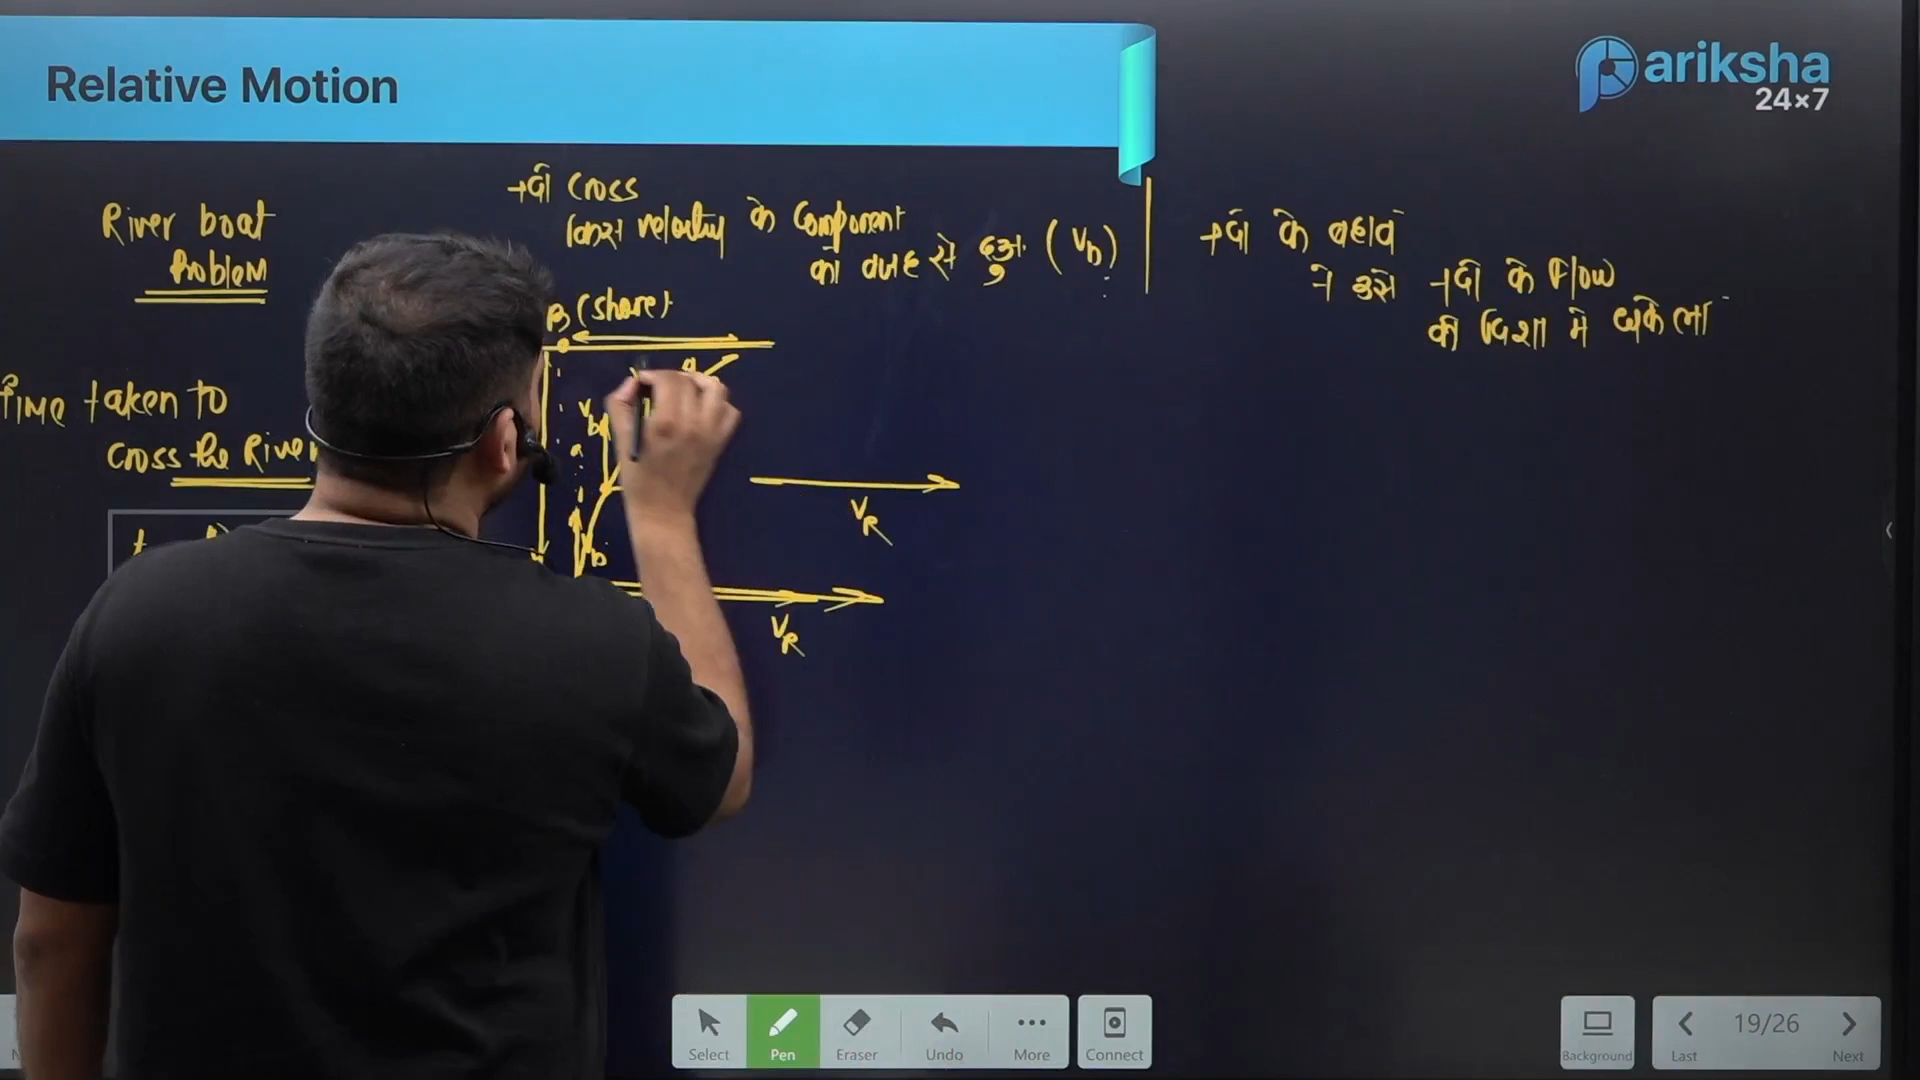 Relative Motion
Pariksha
24×7
River boat
Problem
नदी Cross
velocity के Component
की वजह से हुआ (Vb)
नदी के बहाव
ने उसे नदी के Flow
की दिशा में धकेला
B (shore)
Time taken to
cross the River
Vb
VR
Vb
VR
Select
Pen
Eraser
Undo
More
Connect
Background
19/26
Last
Next